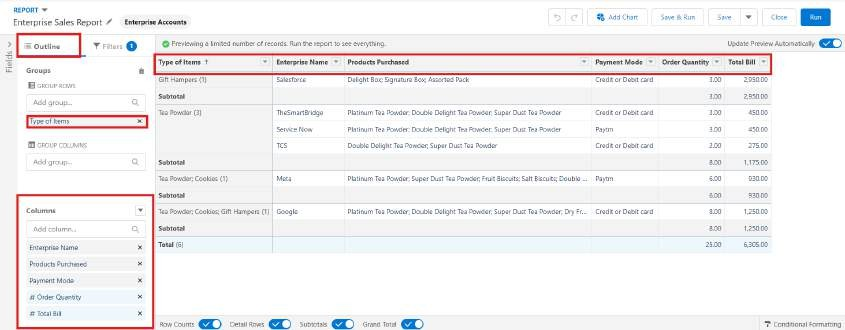 REPORT
Enterprise Sales Report Enterprise Accounts
Add Chart Save & Run Save Close Run
Fields
Outline Filters 1
Previewing a limited number of records. Run the report to see everything. Update Preview Automatically
Groups
GROUP ROWS
Add group...
Type of Items
GROUP COLUMNS
Add group...
Columns
Add column...
Enterprise Name
Products Purchased
Payment Mode
# Order Quantity
# Total Bill
Type of Items ↑ Enterprise Name Products Purchased Payment Mode Order Quantity Total Bill
Gift Hampers (1) Salesforce Delight Box; Signature Box; Assorted Pack Credit or Debit card 3.00 2,950.00
Subtotal 3.00 2,950.00
Tea Powder (3) TheSmartBridge Platinum Tea Powder; Double Delight Tea Powder; Super Dust Tea Powder Credit or Debit card 3.00 450.00
Service Now Platinum Tea Powder; Double Delight Tea Powder; Super Dust Tea Powder Paytm 3.00 450.00
TCS Double Delight Tea Powder; Super Dust Tea Powder Credit or Debit card 3.00 275.00
Subtotal 8.00 1,175.00
Tea Powder; Cookies (1) Meta Platinum Tea Powder; Super Dust Tea Powder; Fruit Biscuits; Salt Biscuits; Double ... Paytm 6.00 930.00
Subtotal 6.00 930.00
Tea Powder; Cookies; Gift Hampers (1) Google Platinum Tea Powder; Double Delight Tea Powder; Super Dust Tea Powder; Dry Fr... Credit or Debit card 8.00 1,250.00
Subtotal 8.00 1,250.00
Total (6) 25.00 6,305.00
Row Counts Detail Rows Subtotals Grand Total Conditional Formatting